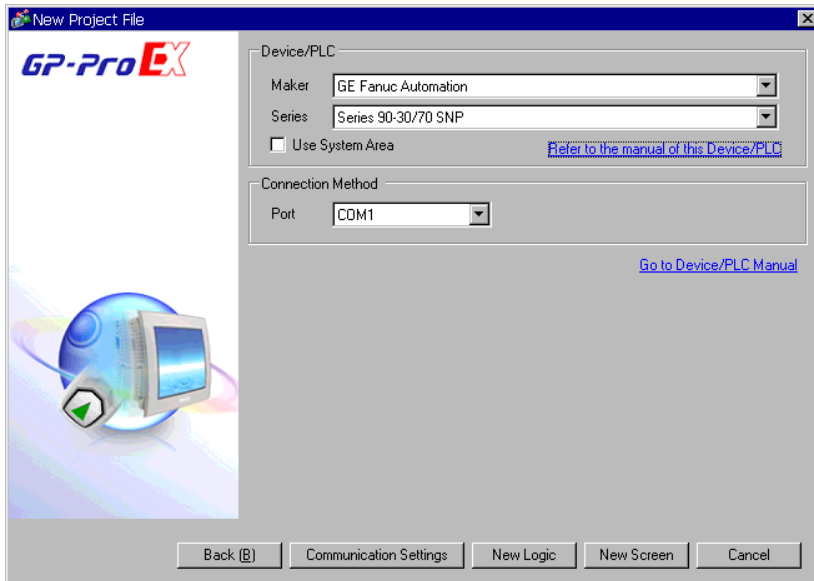 New Project File
GP-Pro EX
Device/PLC
Maker GE Fanuc Automation
Series Series 90-30/70 SNP
Use System Area Refer to the manual of this Device/PLC
Connection Method
Port COM1
Go to Device/PLC Manual
Back (B) Communication Settings New Logic New Screen Cancel